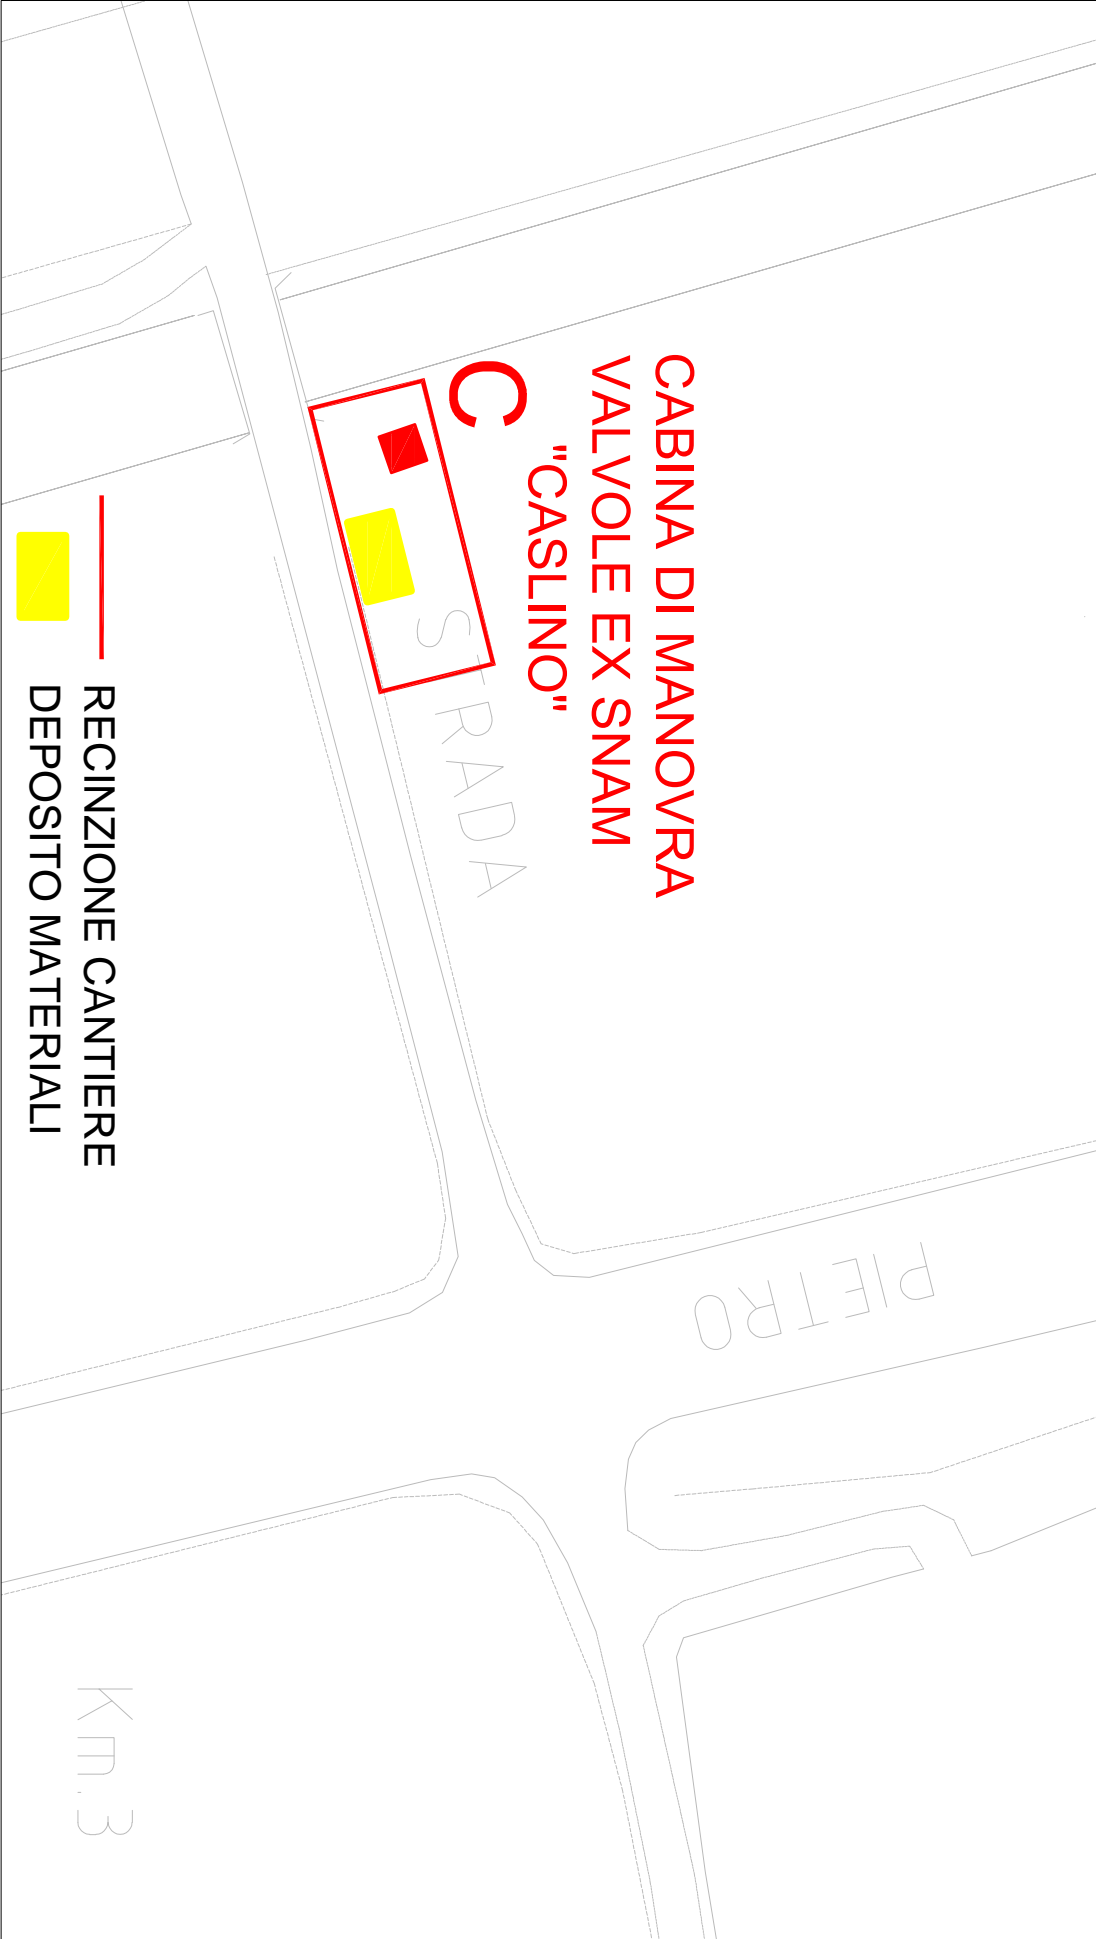 CABINA DI MANOVRA
VALVOLE EX SNAM
"CASLINO"
C
STRADA
RECINZIONE CANTIERE
DEPOSITO MATERIALI
PIETRO
Km.3